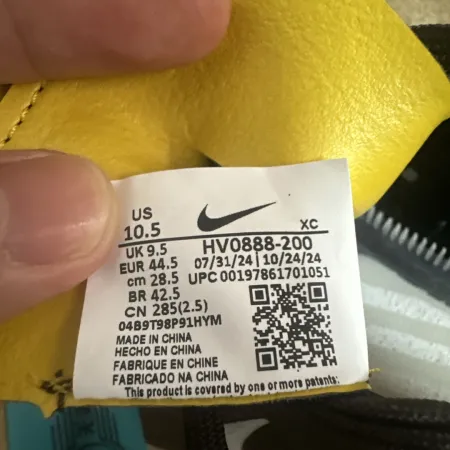 US
10.5
XC
UK 9.5
HV0888-200
EUR 44.5
07/31/24 | 10/24/24
cm 28.5
UPC 00197861701051
BR 42.5
CN 285(2.5)
04B9T98P91HYM
MADE IN CHINA
HECHO EN CHINA
FABRIQUE EN CHINE
FABRICADO NA CHINA
This product is covered by one or more patents.